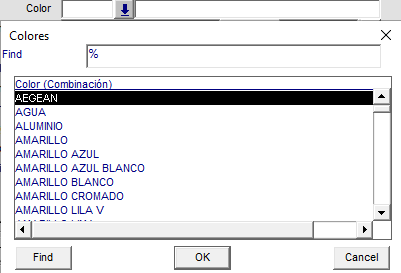 Color
Colores
Find %
Color (Combinación)
AEGEAN
AGUA
ALUMINIO
AMARILLO
AMARILLO AZUL
AMARILLO AZUL BLANCO
AMARILLO BLANCO
AMARILLO CROMADO
AMARILLO LILA V
Find OK Cancel